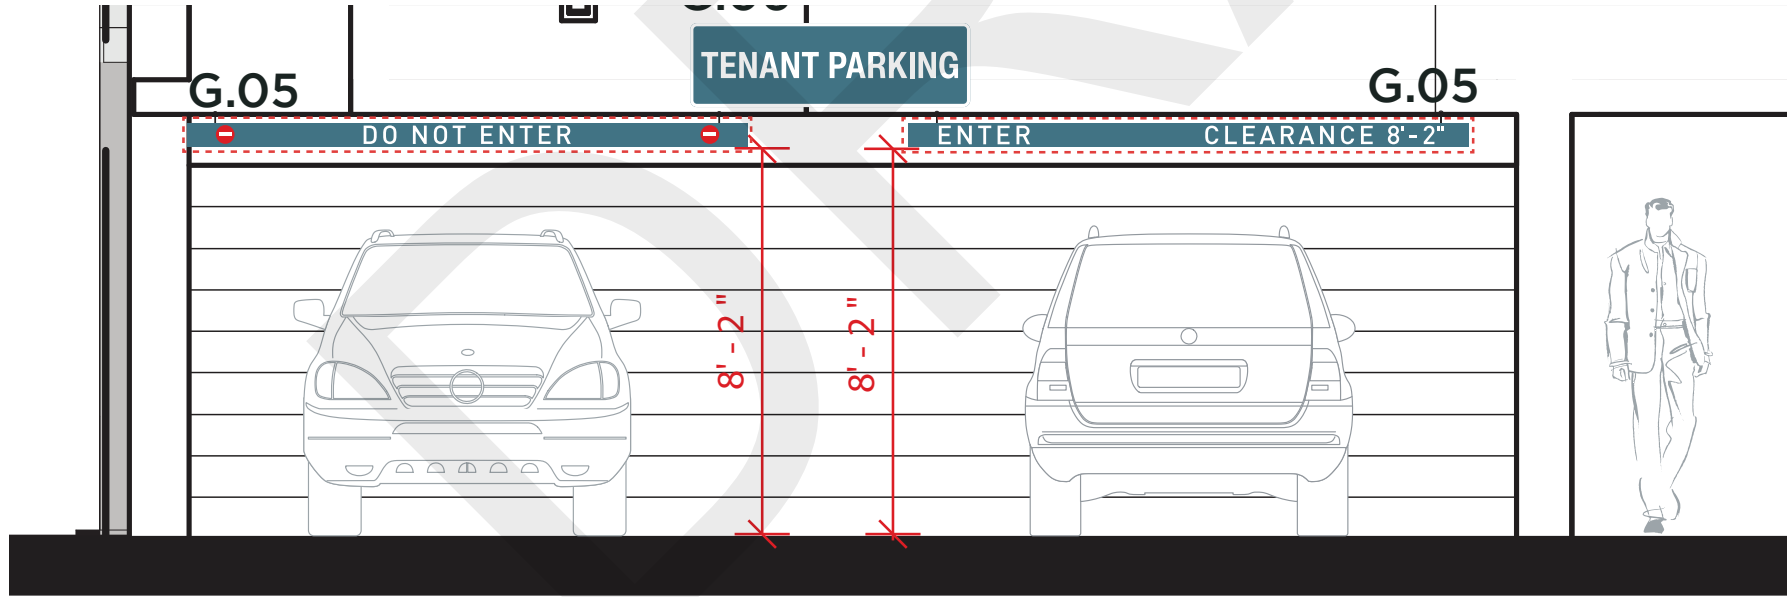 TENANT PARKING
G.05
G.05
DO NOT ENTER
ENTER
CLEARANCE 8'-2"
8'-2"
8'-2"